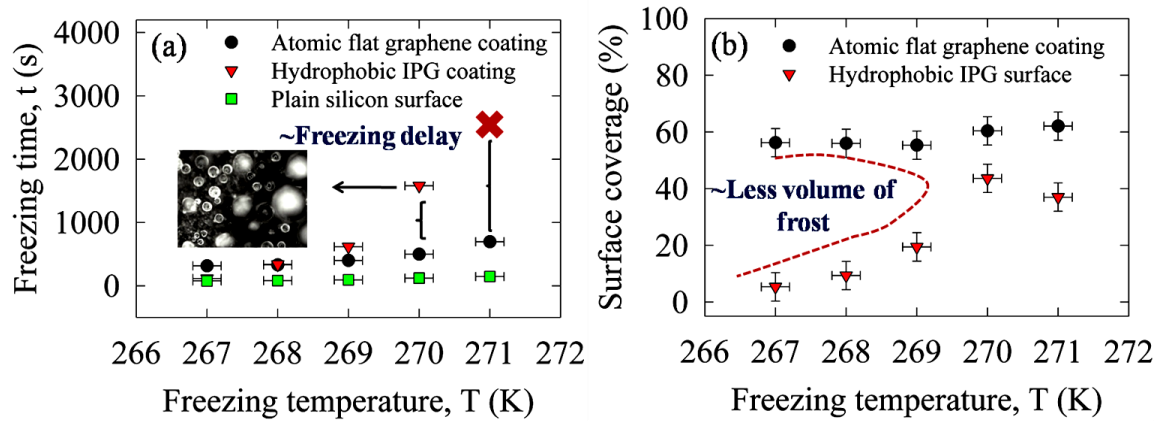 (a)
Atomic flat graphene coating
Hydrophobic IPG coating
Plain silicon surface
~Freezing delay
Freezing time, t (s)
4000
3000
2000
1000
0
266 267 268 269 270 271 272
Freezing temperature, T (K)
(b)
Atomic flat graphene coating
Hydrophobic IPG surface
~Less volume of
frost
Surface coverage (%)
100
80
60
40
20
0
266 267 268 269 270 271 272
Freezing temperature, T (K)